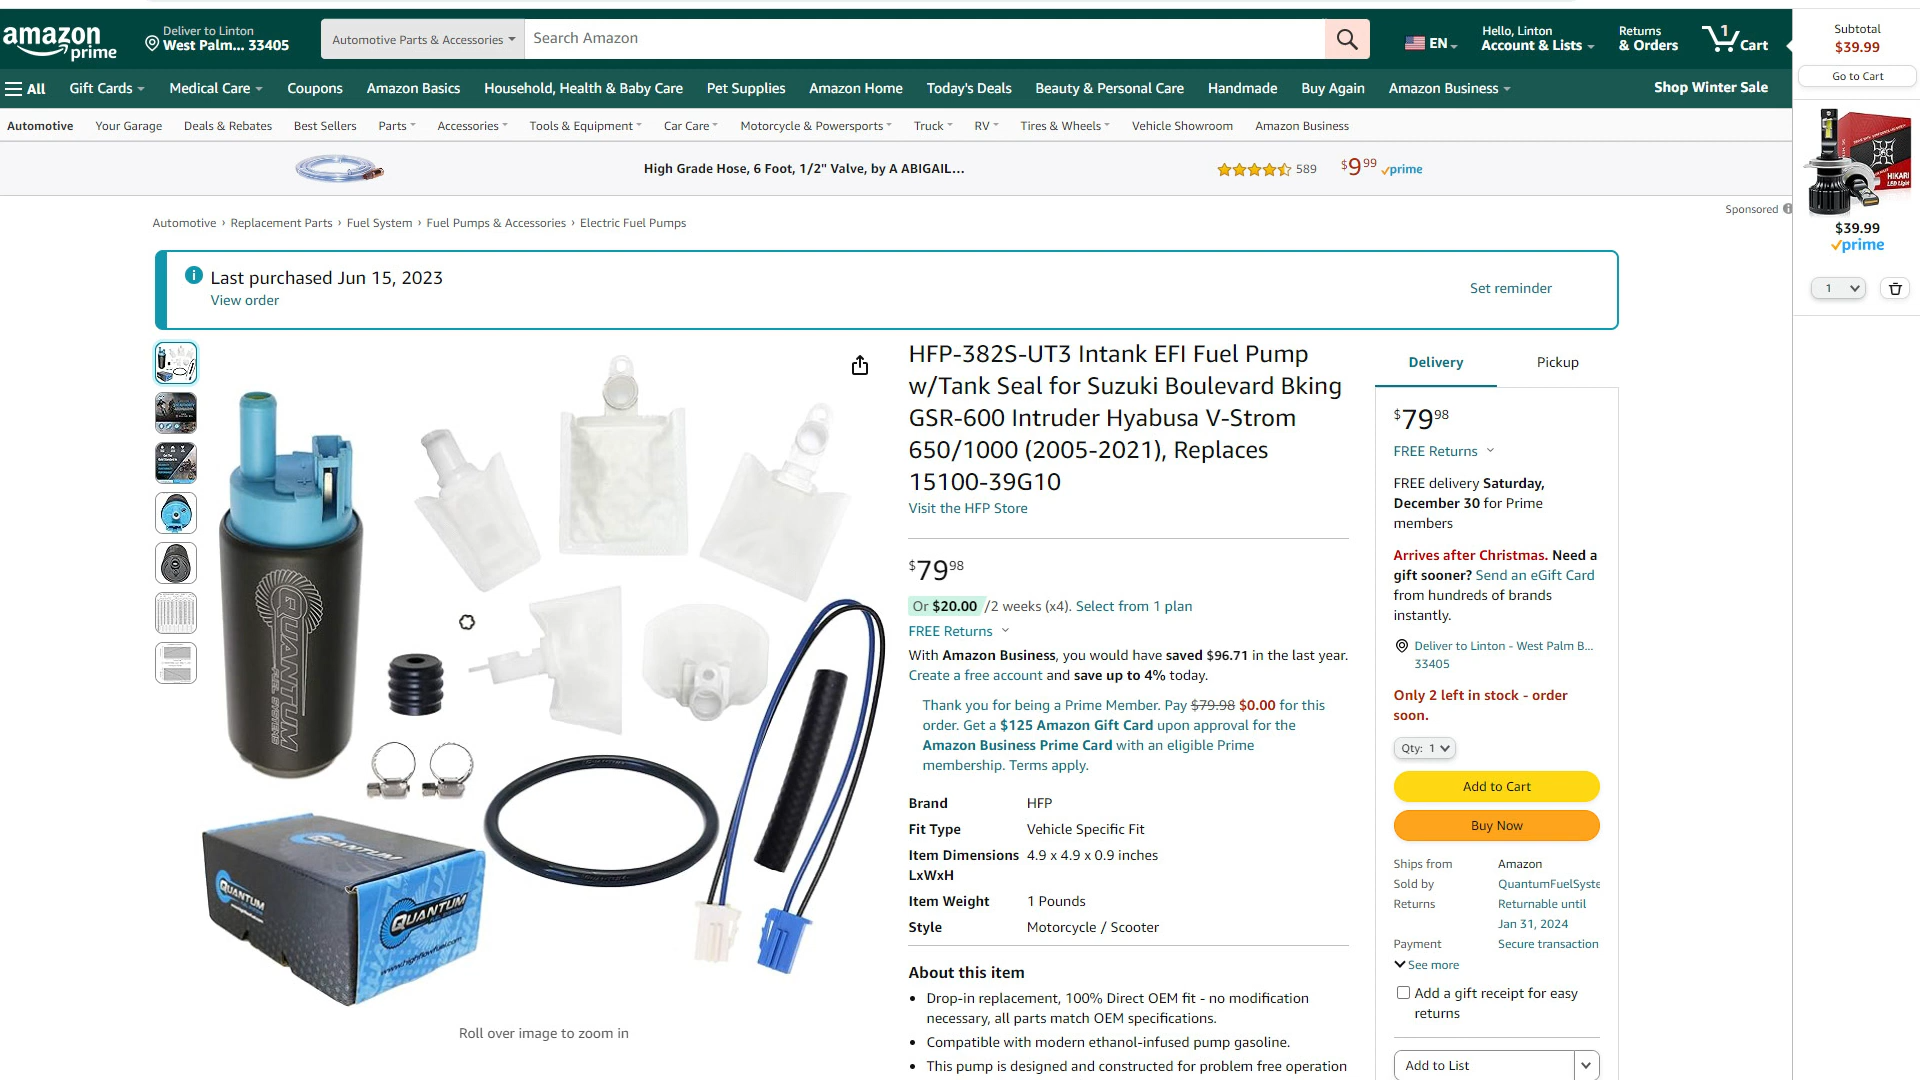 amazon
prime
Deliver to Linton
West Palm... 33405
Automotive Parts & Accessories
Search Amazon
EN
Hello, Linton
Account & Lists
Returns
& Orders
1
Cart
Subtotal
$39.99
Go to Cart
All
Gift Cards
Medical Care
Coupons
Amazon Basics
Household, Health & Baby Care
Pet Supplies
Amazon Home
Today's Deals
Beauty & Personal Care
Handmade
Buy Again
Amazon Business
Shop Winter Sale
Automotive
Your Garage
Deals & Rebates
Best Sellers
Parts
Accessories
Tools & Equipment
Car Care
Motorcycle & Powersports
Truck
RV
Tires & Wheels
Vehicle Showroom
Amazon Business
High Grade Hose, 6 Foot, 1/2" Valve, by A ABIGAIL...
589
$9 99
prime
HIKARI
LED Light
$39.99
prime
1
Sponsored
Automotive › Replacement Parts › Fuel System › Fuel Pumps & Accessories › Electric Fuel Pumps
Last purchased Jun 15, 2023
View order
Set reminder
QUANTUM
FUEL SYSTEMS
QUANTUM
QUANTUM
QUANTUM
www.highflowfuel.com
Roll over image to zoom in
HFP-382S-UT3 Intank EFI Fuel Pump
w/Tank Seal for Suzuki Boulevard Bking
GSR-600 Intruder Hyabusa V-Strom
650/1000 (2005-2021), Replaces
15100-39G10
Visit the HFP Store
$79 98
Or $20.00 /2 weeks (x4). Select from 1 plan
FREE Returns
With Amazon Business, you would have saved $96.71 in the last year.
Create a free account and save up to 4% today.
Thank you for being a Prime Member. Pay $79.98 $0.00 for this
order. Get a $125 Amazon Gift Card upon approval for the
Amazon Business Prime Card with an eligible Prime
membership. Terms apply.
Brand HFP
Fit Type Vehicle Specific Fit
Item Dimensions 4.9 x 4.9 x 0.9 inches
LxWxH
Item Weight 1 Pounds
Style Motorcycle / Scooter
About this item
• Drop-in replacement, 100% Direct OEM fit - no modification
necessary, all parts match OEM specifications.
• Compatible with modern ethanol-infused pump gasoline.
• This pump is designed and constructed for problem free operation
Delivery
Pickup
$79 98
FREE Returns
FREE delivery Saturday,
December 30 for Prime
members
Arrives after Christmas. Need a
gift sooner? Send an eGift Card
from hundreds of brands
instantly.
Deliver to Linton - West Palm B...
33405
Only 2 left in stock - order
soon.
Qty: 1
Add to Cart
Buy Now
Ships from Amazon
Sold by QuantumFuelSyste
Returns Returnable until
Jan 31, 2024
Payment Secure transaction
See more
Add a gift receipt for easy
returns
Add to List